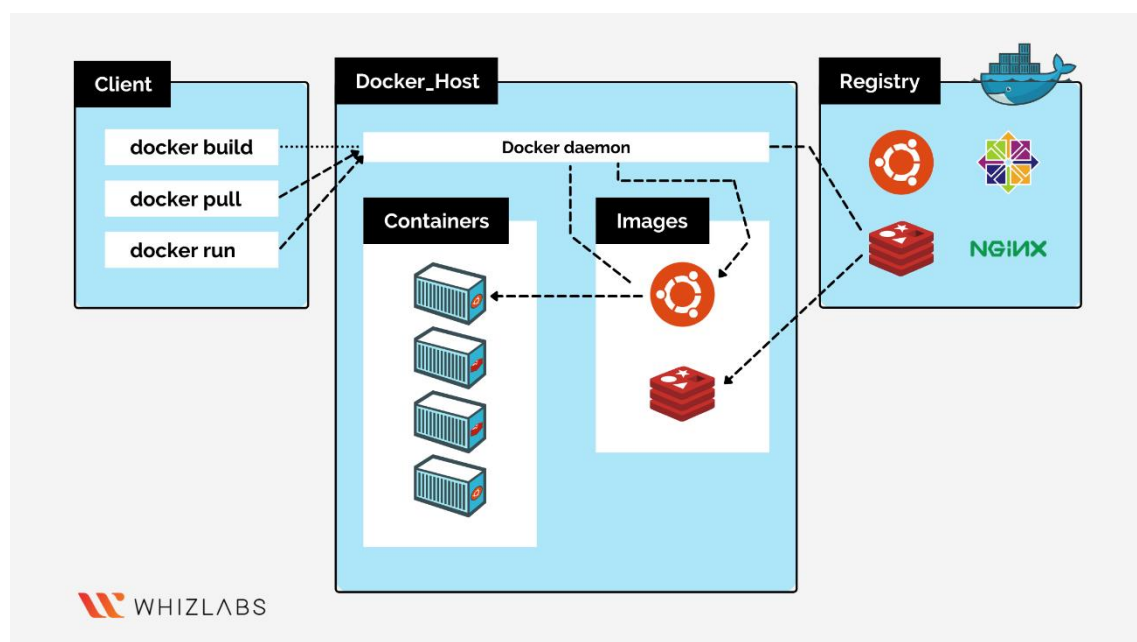 Client
docker build
docker pull
docker run
Docker_Host
Docker daemon
Containers
Images
Registry
NGiNX
WHIZLABS